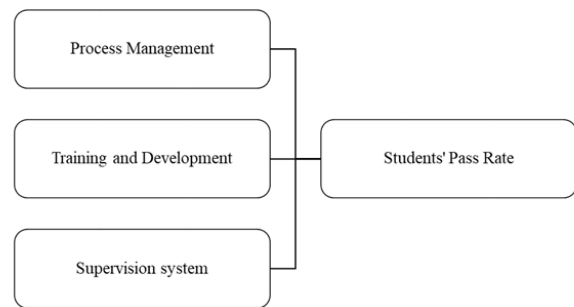 Process Management
Training and Development
Students' Pass Rate
Supervision system